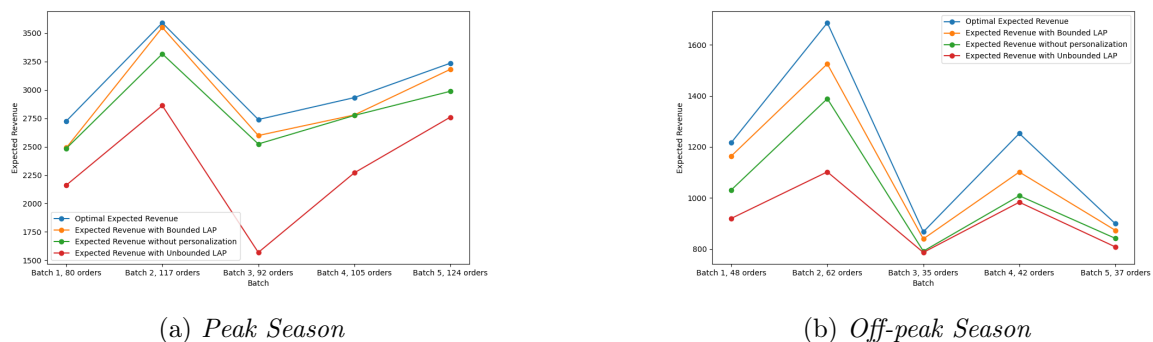 3500
3250
3000
2750
2500
2250
2000
1750
1500
Expected Revenue
Optimal Expected Revenue
Expected Revenue with Bounded LAP
Expected Revenue without personalization
Expected Revenue with Unbounded LAP
Batch 1, 80 orders
Batch 2, 117 orders
Batch 3, 92 orders
Batch 4, 105 orders
Batch 5, 124 orders
Batch
(a) Peak Season
1600
1400
1200
1000
800
Expected Revenue
Optimal Expected Revenue
Expected Revenue with Bounded LAP
Expected Revenue without personalization
Expected Revenue with Unbounded LAP
Batch 1, 48 orders
Batch 2, 62 orders
Batch 3, 35 orders
Batch 4, 42 orders
Batch 5, 37 orders
Batch
(b) Off-peak Season